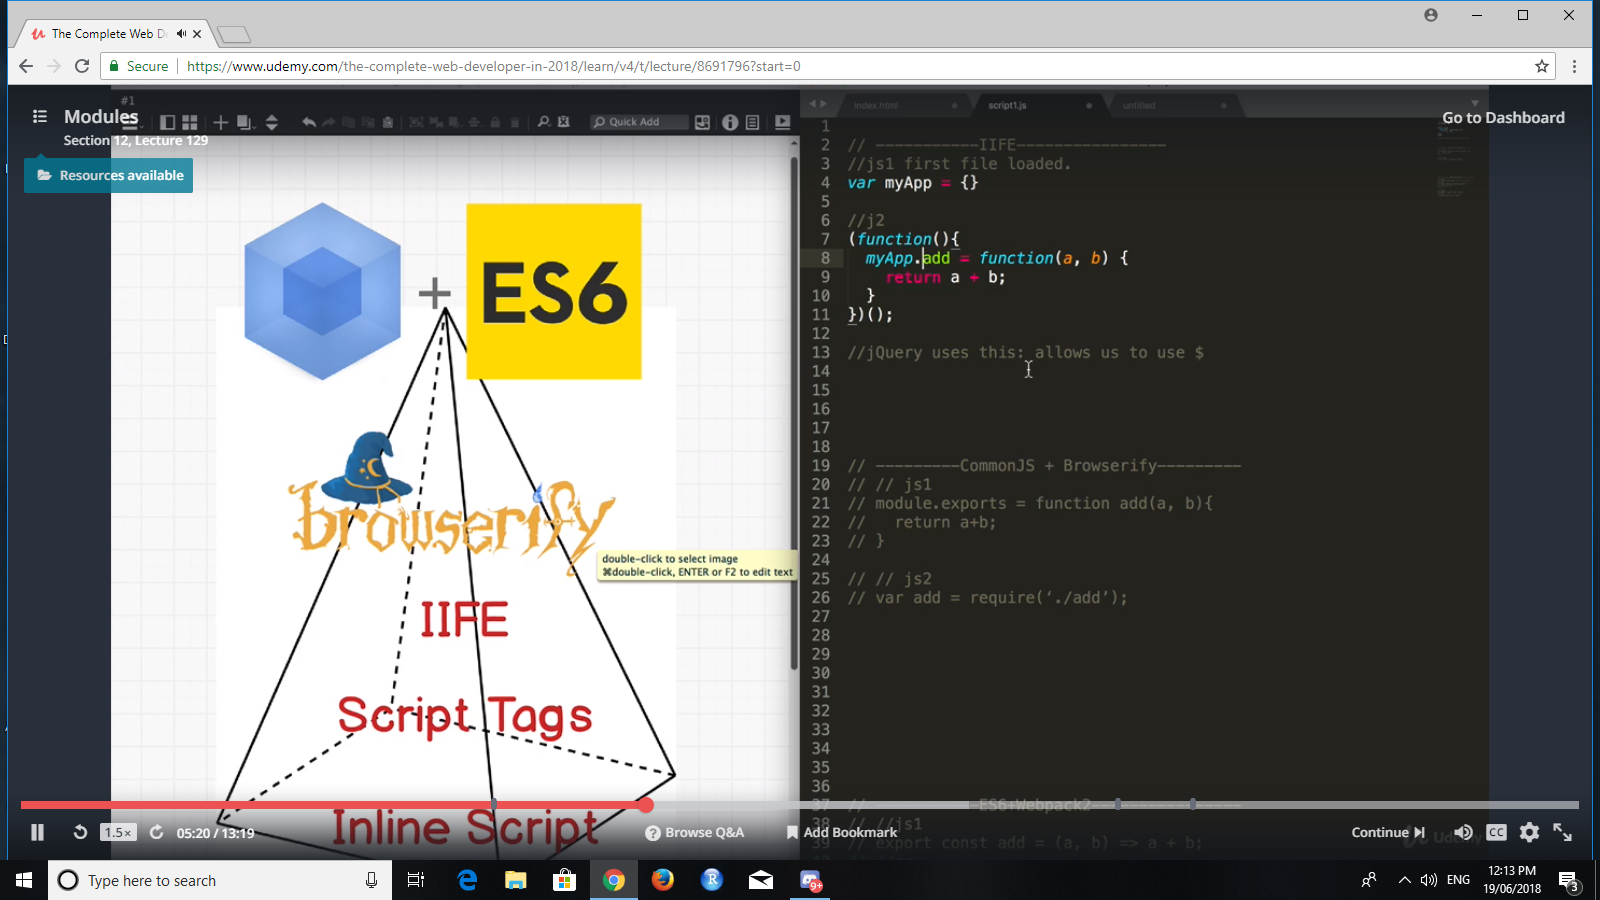 The Complete Web D
Secure
https://www.udemy.com/the-complete-web-developer-in-2018/learn/v4/t/lecture/8691796?start=0
#1
Modules
Section 12, Lecture 129
Resources available
Quick Add
index.html
script1.js
untitled
Go to Dashboard
ES6
browserify
double-click to select image
⌘double-click, ENTER or F2 to edit text
IIFE
Script Tags
Inline Script
1
2 // -----------IIFE----------------
3 //js1 first file loaded.
4 var myApp = {}
5
6 //j2
7 (function(){
8 myApp.add = function(a, b) {
9 return a + b;
10 }
11 })();
12
13 //jQuery uses this: allows us to use $
14
15
16
17
18
19 // ---------CommonJS + Browserify---------
20 // // js1
21 // module.exports = function add(a, b){
22 // return a+b;
23 // }
24
25 // // js2
26 // var add = require(‘./add’);
27
28
29
30
31
32
33
34
35
36
37 // -----------ES6+Webpack2----------------
38 // //js1
39 // export const add = (a, b) => a + b;
1.5×
05:20 / 13:19
Browse Q&A
Add Bookmark
Continue
CC
Udemy
Type here to search
9+
ENG
12:13 PM
19/06/2018
3